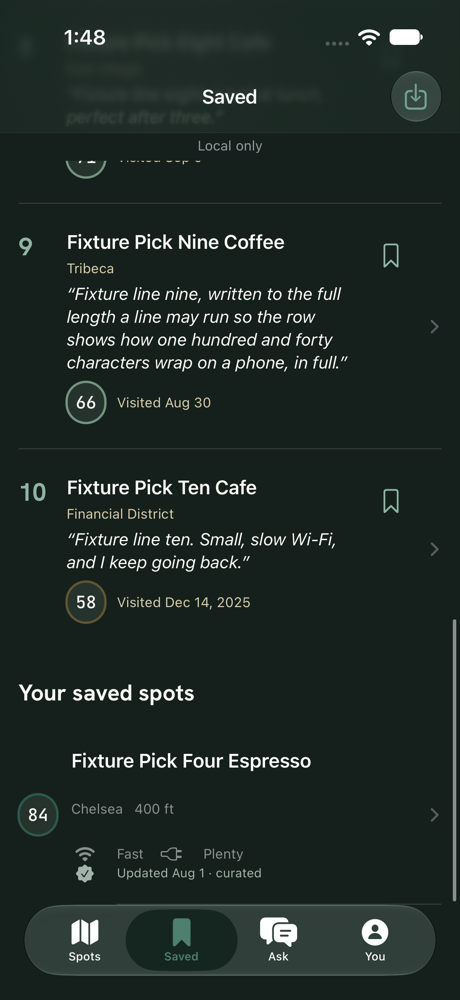 1:48
Saved
perfect after three.”
Local only
9
Fixture Pick Nine Coffee
Tribeca
“Fixture line nine, written to the full
length a line may run so the row
shows how one hundred and forty
characters wrap on a phone, in full.”
66
Visited Aug 30
10
Fixture Pick Ten Cafe
Financial District
“Fixture line ten. Small, slow Wi-Fi,
and I keep going back.”
58
Visited Dec 14, 2025
Your saved spots
Fixture Pick Four Espresso
84
Chelsea 400 ft
Fast Plenty
Updated Aug 1 · curated
Spots
Saved
Ask
You